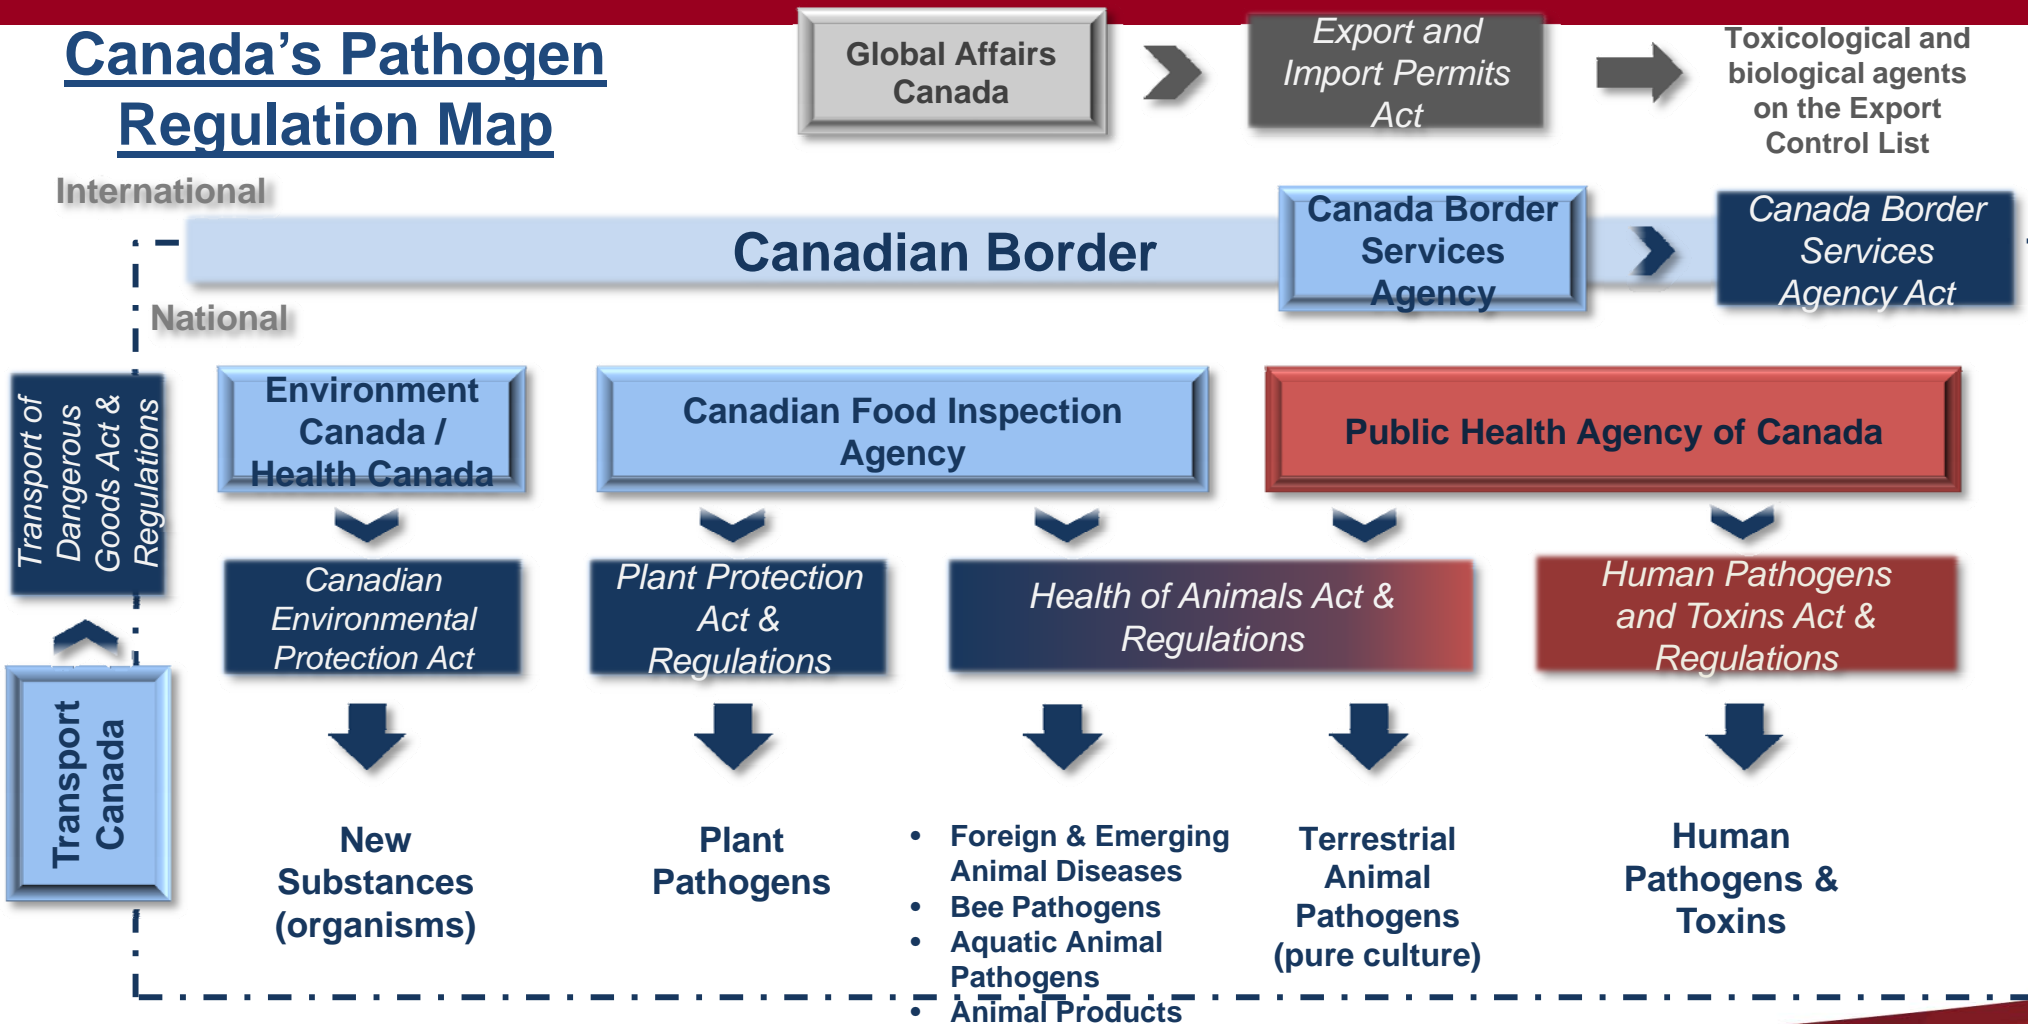 Canada's Pathogen
Regulation Map
Global Affairs
Canada
Export and
Import Permits
Act
Toxicological and
biological agents
on the Export
Control List
International
Canadian Border
Canada Border
Services
Agency
Canada Border
Services
Agency Act
National
Transport of
Dangerous
Goods Act &
Regulations
Transport
Canada
Environment
Canada /
Health Canada
Canadian Food Inspection
Agency
Public Health Agency of Canada
Canadian
Environmental
Protection Act
Plant Protection
Act &
Regulations
Health of Animals Act &
Regulations
Human Pathogens
and Toxins Act &
Regulations
New
Substances
(organisms)
Plant
Pathogens
• Foreign & Emerging
Animal Diseases
• Bee Pathogens
• Aquatic Animal
Pathogens
• Animal Products
Terrestrial
Animal
Pathogens
(pure culture)
Human
Pathogens &
Toxins